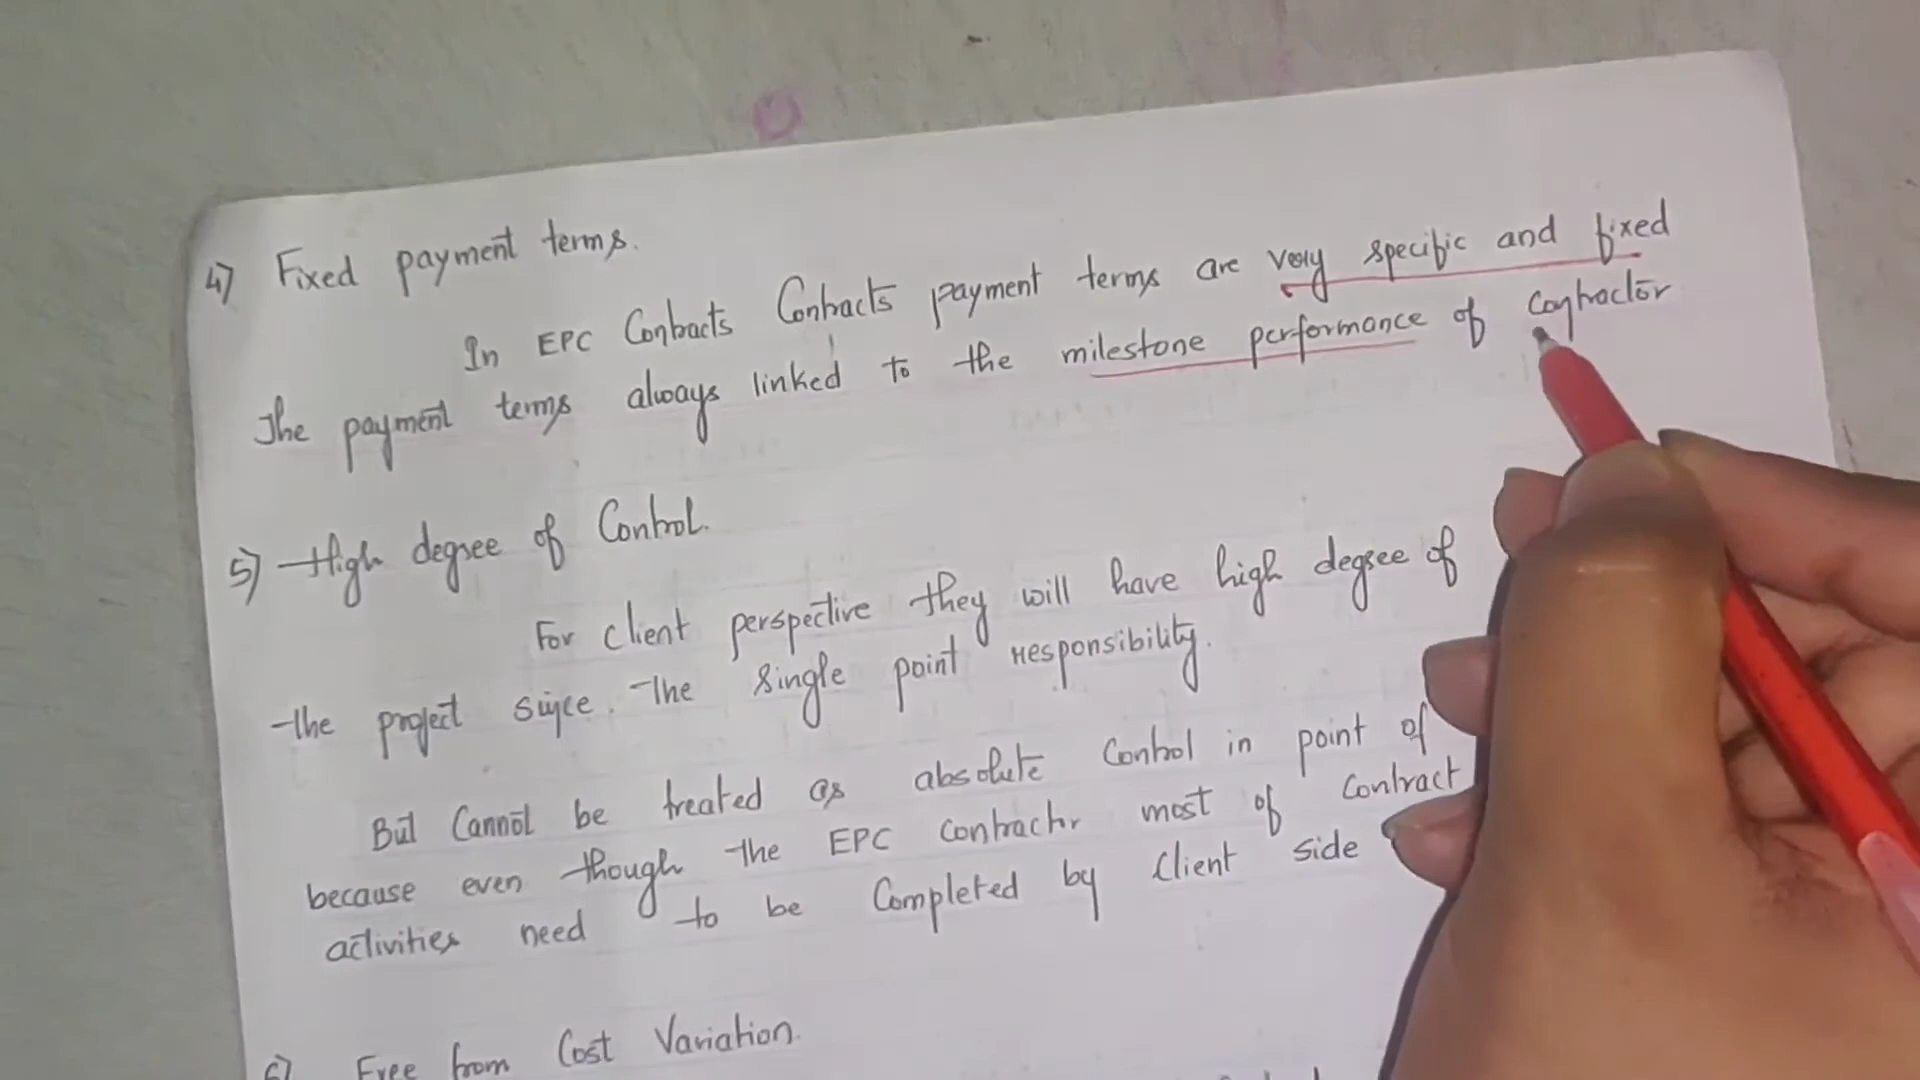 4) Fixed payment terms.
In EPC Contracts Contracts payment terms are very specific and fixed
The payment terms always linked to the milestone performance of contractor
5) High degree of Control.
For client perspective they will have high degree of
the project since. The single point responsibility.
But Cannot be treated as absolute Control in point of
because even though the EPC contractor most of contract
activities need to be Completed by client side
6) Free from Cost Variation.